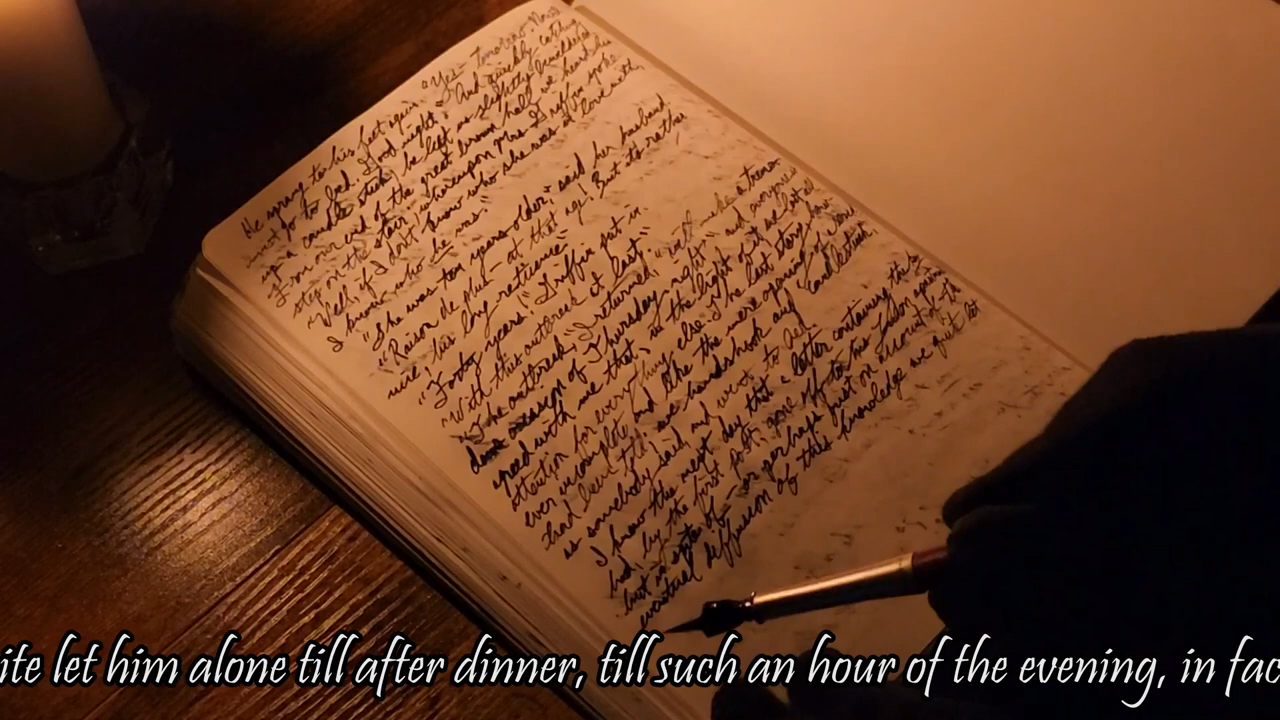 He sprang to his feet again. "Yes – tomorrow. Now I
must go to bed. Good night." And quickly catching
up a candle stick, he left us slightly bewildered.
From our end of the great brown hall we heard his
step on the stair; whereupon Mrs. Griffin spoke.
"Well, if I don't know who she was in love with,
I know who he was."
"She was ten years older," said her husband.
"Raison de plus – at that age! But its rather
nice, his long reticence."
"Forty years!" Griffin put in.
"With this outbreak at last."
"The outbreak," I returned, "will make a tremen
occasion of Thursday night;" and everyone
agreed with me that, in the light of it we lost all
attention for everything else. The last story, how
ever incomplete and like the mere opening of
had been told; we handshook and "candlestuck,"
as somebody said, and went to bed.
I knew the next day that a letter containing the
had, by the first post, gone off to his London
but in spite of – or perhaps just on account of – the
eventual diffusion of this knowledge we quite let
ite let him alone till after dinner, till such an hour of the evening, in fac